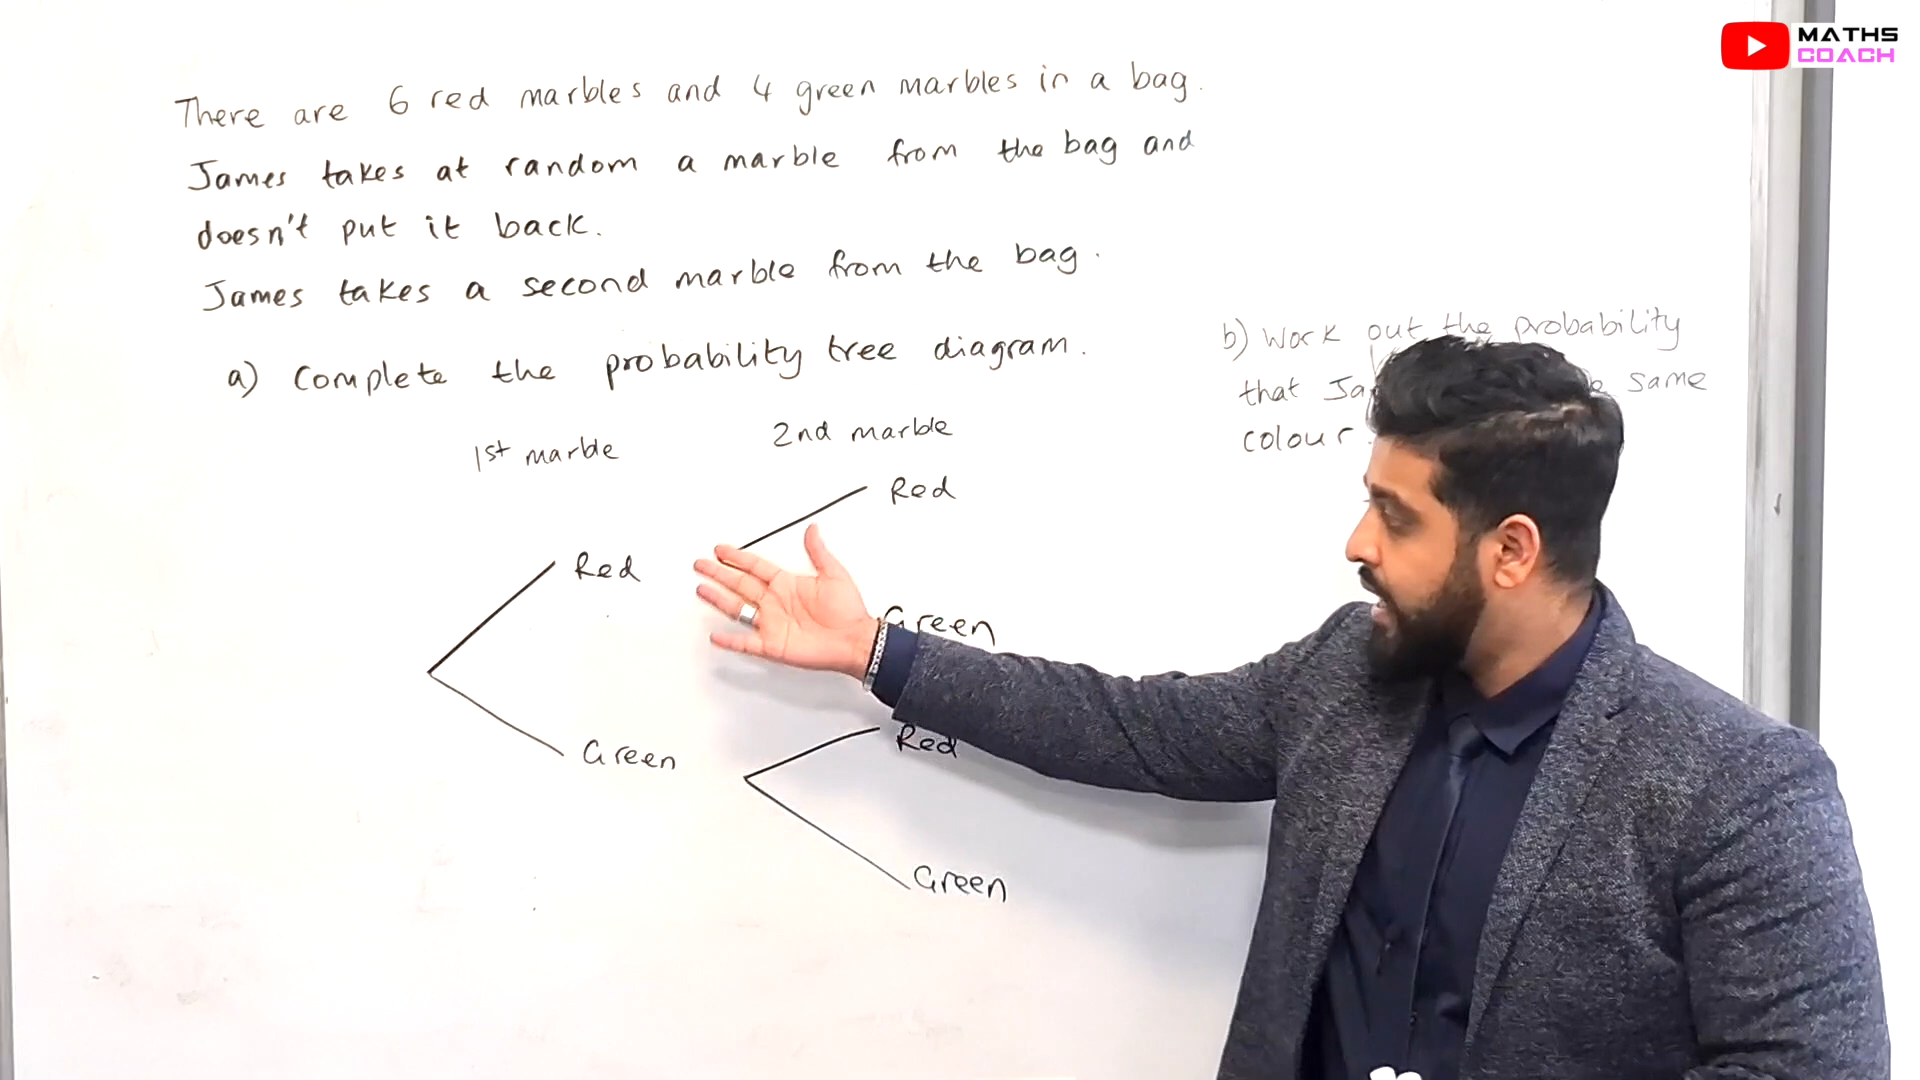 MATHS
COACH
There are 6 red marbles and 4 green marbles in a bag.
James takes at random a marble from the bag and
doesn't put it back.
James takes a second marble from the bag.
a) Complete the probability tree diagram.
b) Work out the probability
that same
colour.
1st marble
2nd marble
Red
Red
Green
Green
Red
Green